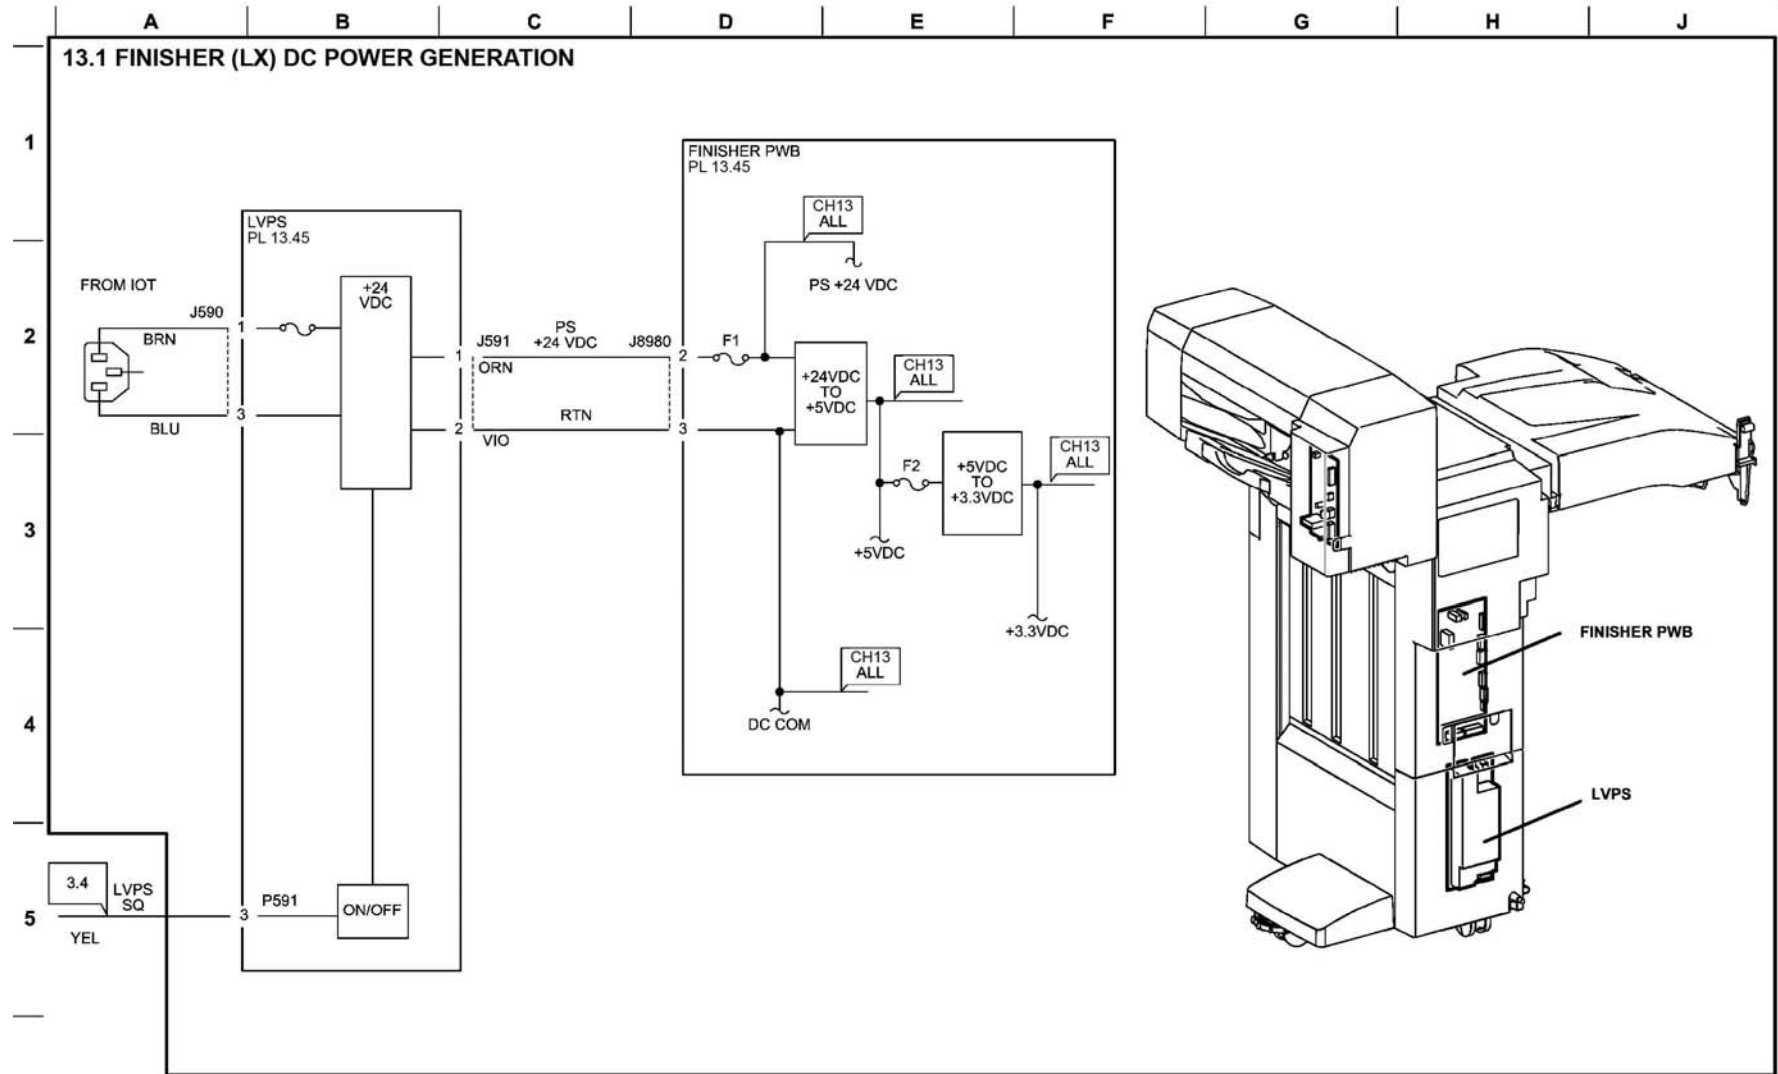 A B C D E F G H J
13.1 FINISHER (LX) DC POWER GENERATION
1
FINISHER PWB
PL 13.45
CH13
ALL
LVPS
PL 13.45
PS +24 VDC
FROM IOT
+24
VDC
2
J590
1
BRN
BLU
3
J591
PS
+24 VDC
J8980
1
ORN
2
F1
+24VDC
TO
+5VDC
CH13
ALL
RTN
2
VIO
3
3
F2
+5VDC
TO
+3.3VDC
CH13
ALL
+5VDC
+3.3VDC
CH13
ALL
4
DC COM
FINISHER PWB
LVPS
5
3.4
LVPS
SQ
YEL
3
P591
ON/OFF